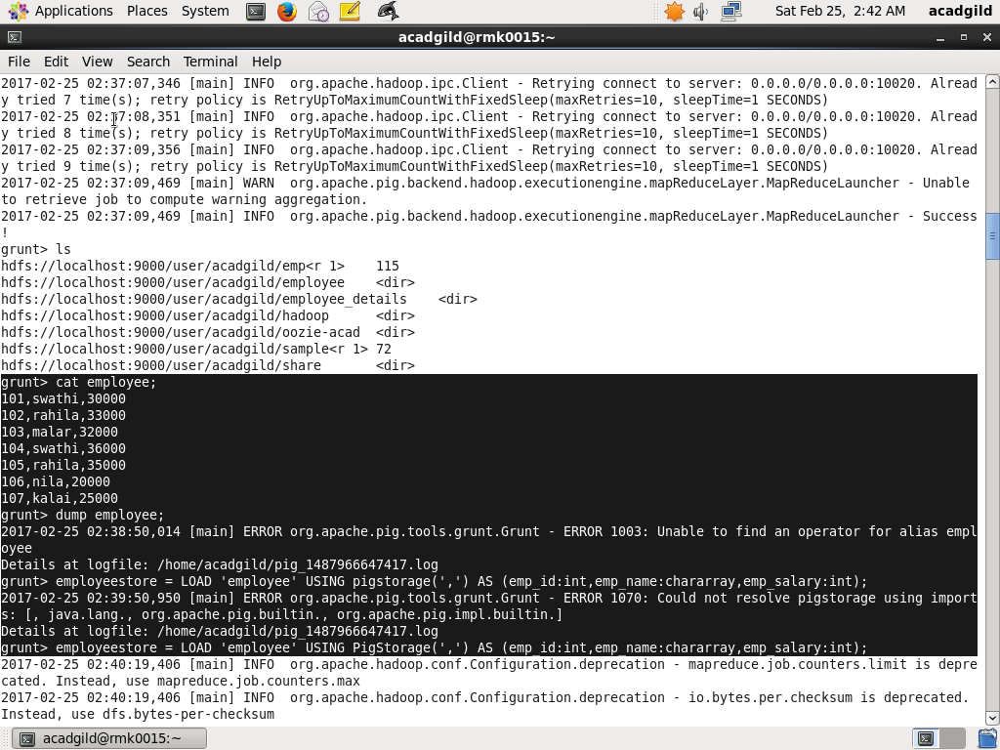 Applications Places System
Sat Feb 25, 2:42 AM acadgild
acadgild@rmk0015:~
File Edit View Search Terminal Help
2017-02-25 02:37:07,346 [main] INFO  org.apache.hadoop.ipc.Client - Retrying connect to server: 0.0.0.0/0.0.0.0:10020. Alread
y tried 7 time(s); retry policy is RetryUpToMaximumCountWithFixedSleep(maxRetries=10, sleepTime=1 SECONDS)
2017-02-25 02:37:08,351 [main] INFO  org.apache.hadoop.ipc.Client - Retrying connect to server: 0.0.0.0/0.0.0.0:10020. Alread
y tried 8 time(s); retry policy is RetryUpToMaximumCountWithFixedSleep(maxRetries=10, sleepTime=1 SECONDS)
2017-02-25 02:37:09,356 [main] INFO  org.apache.hadoop.ipc.Client - Retrying connect to server: 0.0.0.0/0.0.0.0:10020. Alread
y tried 9 time(s); retry policy is RetryUpToMaximumCountWithFixedSleep(maxRetries=10, sleepTime=1 SECONDS)
2017-02-25 02:37:09,469 [main] WARN  org.apache.pig.backend.hadoop.executionengine.mapReduceLayer.MapReduceLauncher - Unable
to retrieve job to compute warning aggregation.
2017-02-25 02:37:09,469 [main] INFO  org.apache.pig.backend.hadoop.executionengine.mapReduceLayer.MapReduceLauncher - Success
!
grunt> ls
hdfs://localhost:9000/user/acadgild/emp<r 1>    115
hdfs://localhost:9000/user/acadgild/employee    <dir>
hdfs://localhost:9000/user/acadgild/employee_details    <dir>
hdfs://localhost:9000/user/acadgild/hadoop      <dir>
hdfs://localhost:9000/user/acadgild/oozie-acad  <dir>
hdfs://localhost:9000/user/acadgild/sample<r 1> 72
hdfs://localhost:9000/user/acadgild/share       <dir>
grunt> cat employee;
101,swathi,30000
102,rahila,33000
103,malar,32000
104,swathi,36000
105,rahila,35000
106,nila,20000
107,kalai,25000
grunt> dump employee;
2017-02-25 02:38:50,014 [main] ERROR org.apache.pig.tools.grunt.Grunt - ERROR 1003: Unable to find an operator for alias empl
oyee
Details at logfile: /home/acadgild/pig_1487966647417.log
grunt> employeestore = LOAD 'employee' USING pigstorage(',') AS (emp_id:int,emp_name:chararray,emp_salary:int);
2017-02-25 02:39:50,950 [main] ERROR org.apache.pig.tools.grunt.Grunt - ERROR 1070: Could not resolve pigstorage using import
s: [, java.lang., org.apache.pig.builtin., org.apache.pig.impl.builtin.]
Details at logfile: /home/acadgild/pig_1487966647417.log
grunt> employeestore = LOAD 'employee' USING PigStorage(',') AS (emp_id:int,emp_name:chararray,emp_salary:int);
2017-02-25 02:40:19,406 [main] INFO  org.apache.hadoop.conf.Configuration.deprecation - mapreduce.job.counters.limit is depre
cated. Instead, use mapreduce.job.counters.max
2017-02-25 02:40:19,406 [main] INFO  org.apache.hadoop.conf.Configuration.deprecation - io.bytes.per.checksum is deprecated.
Instead, use dfs.bytes-per-checksum
acadgild@rmk0015:~